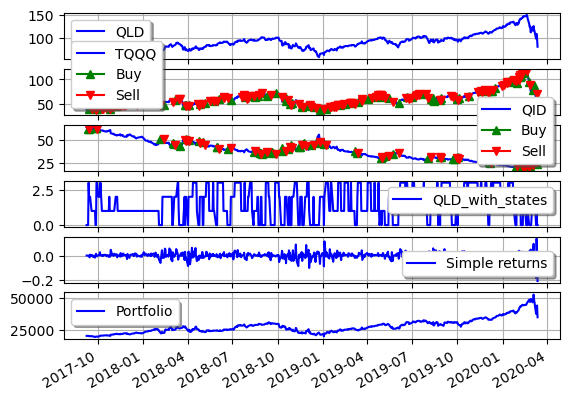 150
100
QLD
TQQQ
Buy
Sell
100
50
QID
Buy
Sell
50
25
2.5
0.0
QLD_with_states
0.0
−0.2
Simple returns
50000
25000
Portfolio
2017-10
2018-01
2018-04
2018-07
2018-10
2019-01
2019-04
2019-07
2019-10
2020-01
2020-04